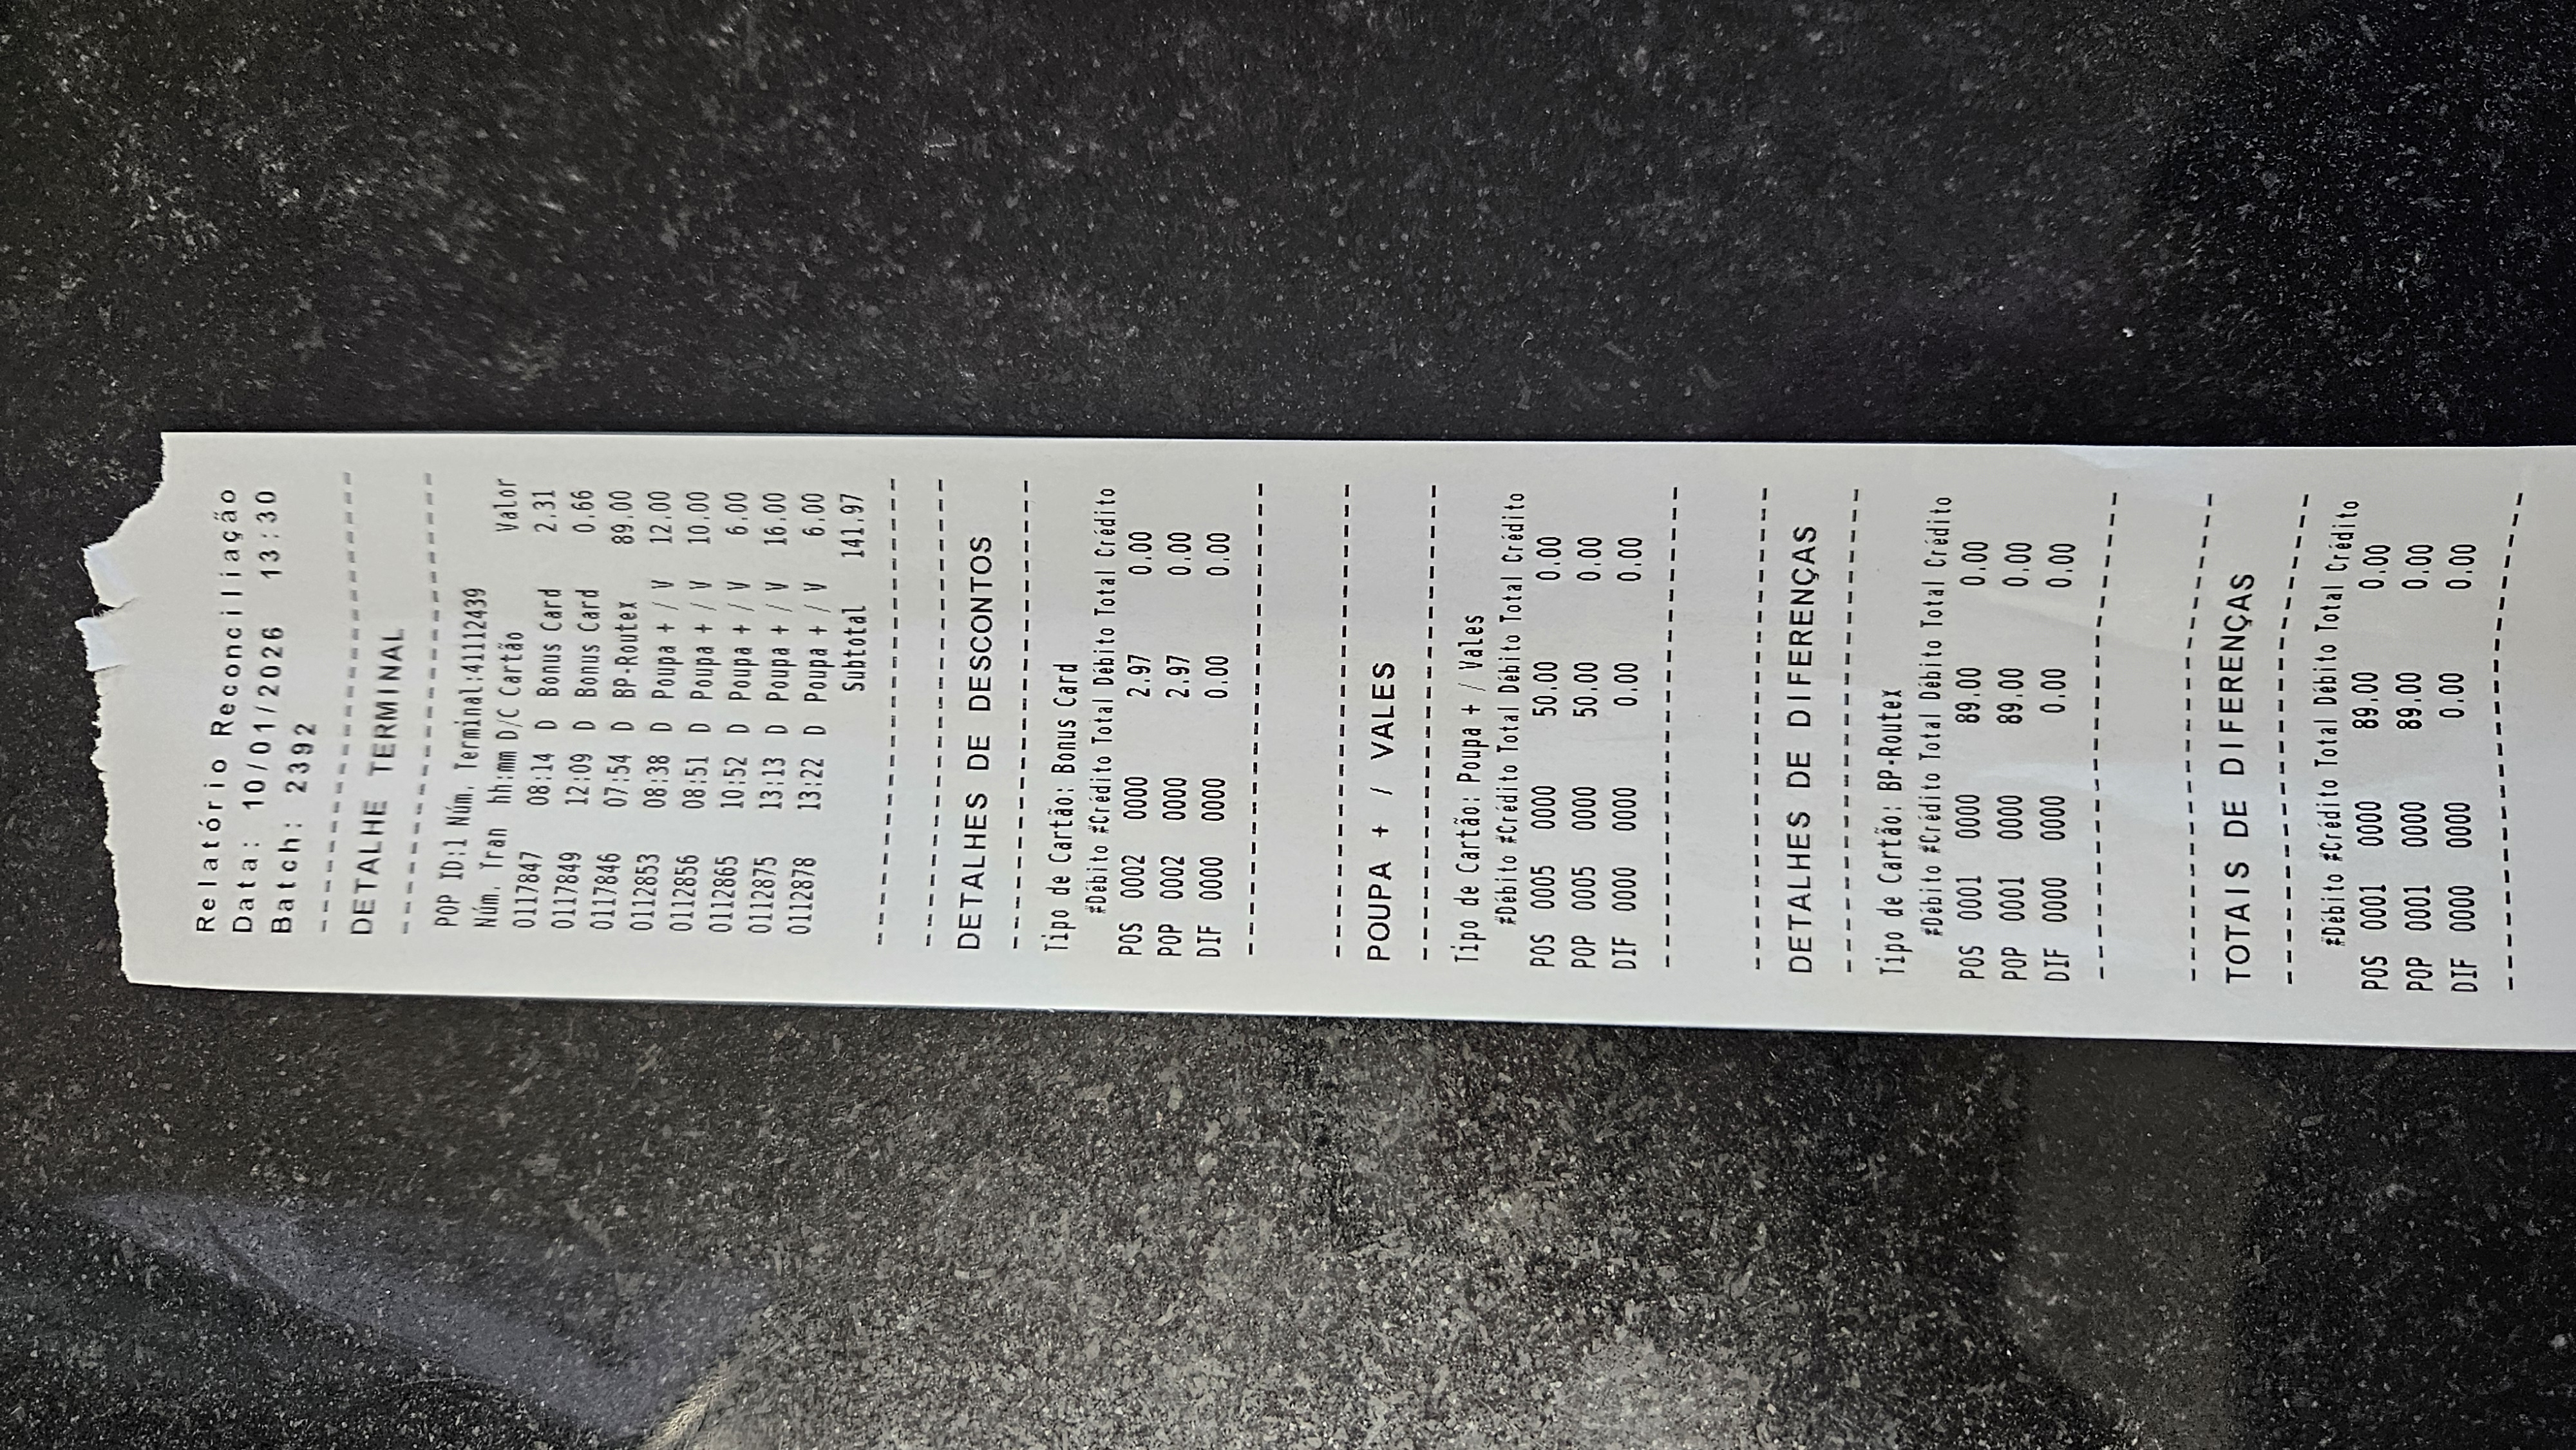 Relatório Reconciliação
Data: 10/01/2026 13:30
Batch: 2392
------------------------
DETALHE TERMINAL
------------------------
POP ID:1 Núm. Terminal:41112439
Núm. Tran hh:mm D/C Cartão Valor
0117847 08:14 D Bonus Card 2.31
0117849 12:09 D Bonus Card 0.66
0117846 07:54 D BP-Routex 89.00
0112853 08:38 D Poupa + / V 12.00
0112856 08:51 D Poupa + / V 10.00
0112865 10:52 D Poupa + / V 6.00
0112875 13:13 D Poupa + / V 16.00
0112878 13:22 D Poupa + / V 6.00
Subtotal 141.97
------------------------
------------------------
DETALHES DE DESCONTOS
------------------------
Tipo de Cartão: Bonus Card
#Débito #Crédito Total Débito Total Crédito
POS 0002 0000 2.97 0.00
POP 0002 0000 2.97 0.00
DIF 0000 0000 0.00 0.00
------------------------
------------------------
POUPA + / VALES
------------------------
Tipo de Cartão: Poupa + / Vales
#Débito #Crédito Total Débito Total Crédito
POS 0005 0000 50.00 0.00
POP 0005 0000 50.00 0.00
DIF 0000 0000 0.00 0.00
------------------------
------------------------
DETALHES DE DIFERENÇAS
------------------------
Tipo de Cartão: BP-Routex
#Débito #Crédito Total Débito Total Crédito
POS 0001 0000 89.00 0.00
POP 0001 0000 89.00 0.00
DIF 0000 0000 0.00 0.00
------------------------
------------------------
TOTAIS DE DIFERENÇAS
------------------------
#Débito #Crédito Total Débito Total Crédito
POS 0001 0000 89.00 0.00
POP 0001 0000 89.00 0.00
DIF 0000 0000 0.00 0.00
------------------------